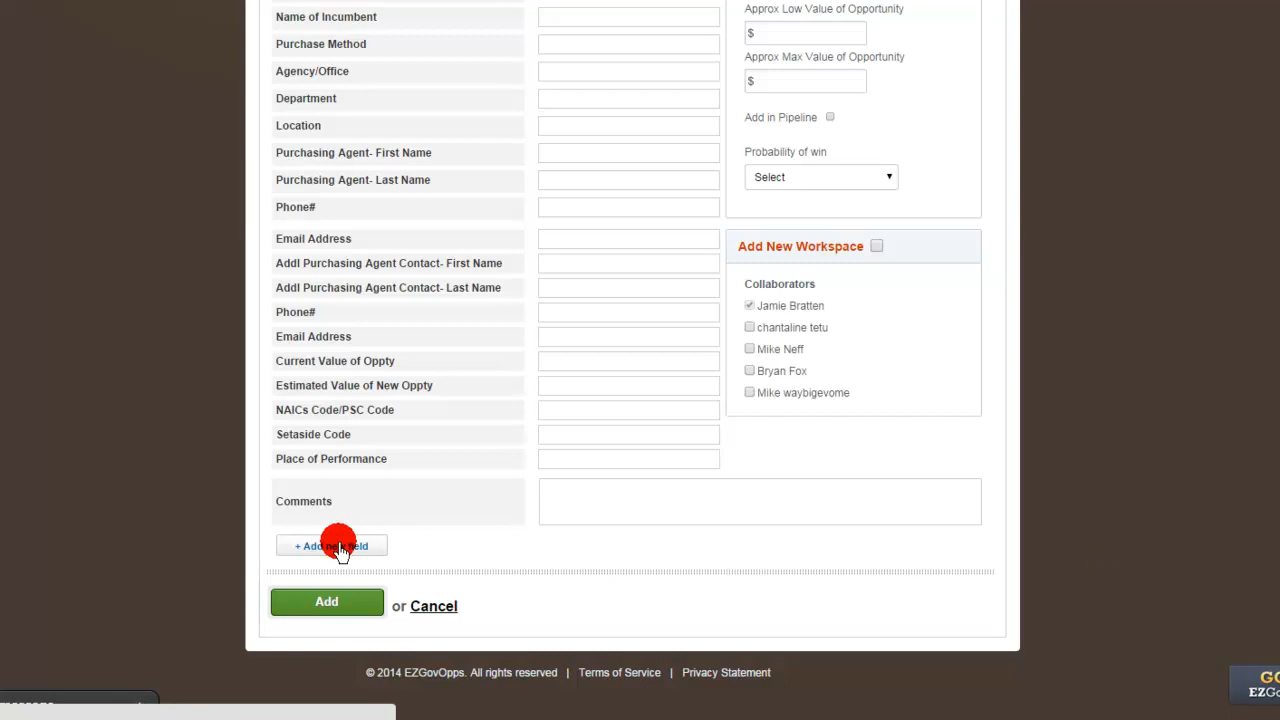 Name of Incumbent
Purchase Method
Agency/Office
Department
Location
Purchasing Agent- First Name
Purchasing Agent- Last Name
Phone#
Email Address
Addl Purchasing Agent Contact- First Name
Addl Purchasing Agent Contact- Last Name
Phone#
Email Address
Current Value of Oppty
Estimated Value of New Oppty
NAICs Code/PSC Code
Setaside Code
Place of Performance
Comments
+ Add new field
Add or Cancel
Approx Low Value of Opportunity
$
Approx Max Value of Opportunity
$
Add in Pipeline
Probability of win
Select
Add New Workspace
Collaborators
Jamie Bratten
chantaline tetu
Mike Neff
Bryan Fox
Mike waybigevome
© 2014 EZGovOpps. All rights reserved | Terms of Service | Privacy Statement